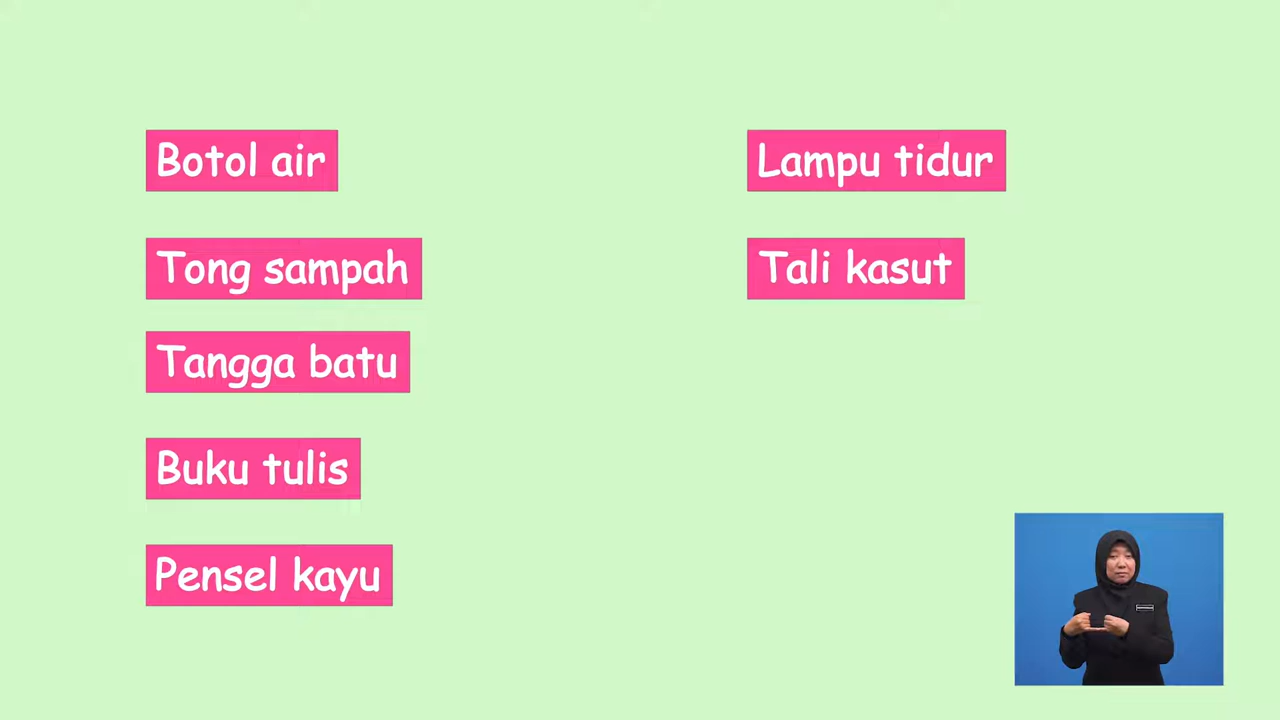 Botol air
Tong sampah
Tangga batu
Buku tulis
Pensel kayu
Lampu tidur
Tali kasut